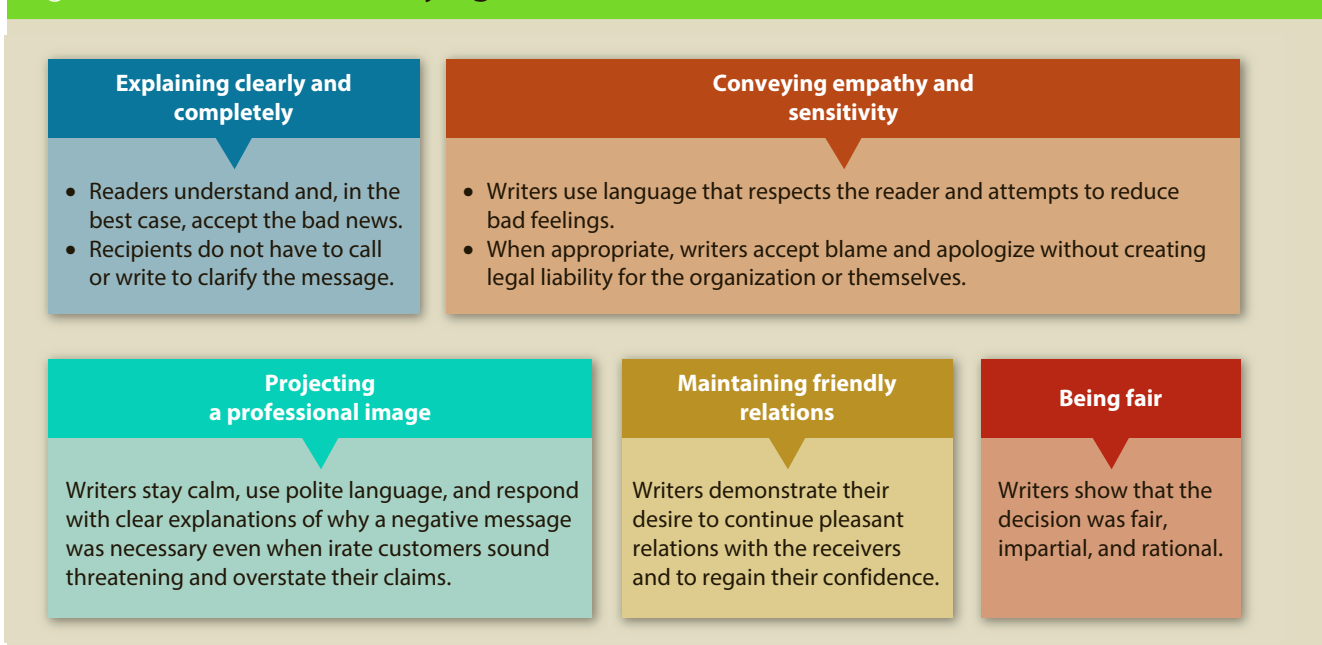 Explaining clearly and
completely
• Readers understand and, in the
best case, accept the bad news.
• Recipients do not have to call
or write to clarify the message.
Conveying empathy and
sensitivity
• Writers use language that respects the reader and attempts to reduce
bad feelings.
• When appropriate, writers accept blame and apologize without creating
legal liability for the organization or themselves.
Projecting
a professional image
Writers stay calm, use polite language, and respond
with clear explanations of why a negative message
was necessary even when irate customers sound
threatening and overstate their claims.
Maintaining friendly
relations
Writers demonstrate their
desire to continue pleasant
relations with the receivers
and to regain their confidence.
Being fair
Writers show that the
decision was fair,
impartial, and rational.